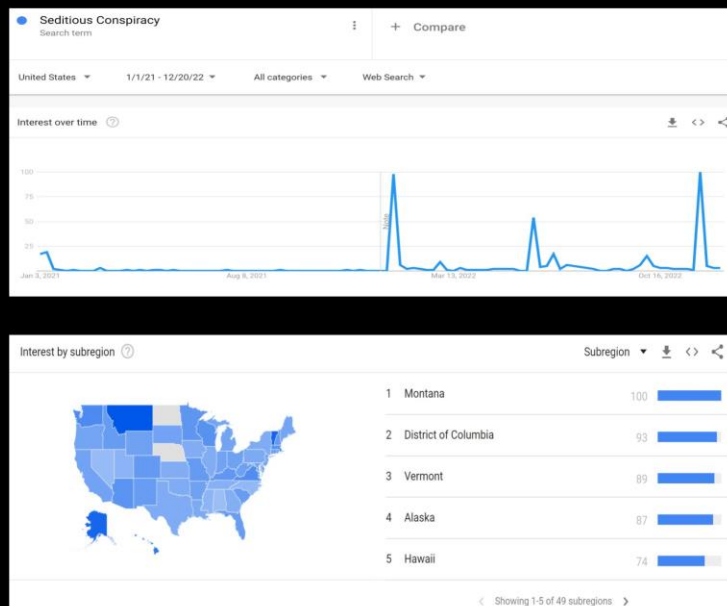 Seditious Conspiracy
Search term
+ Compare
United States
1/1/21 - 12/20/22
All categories
Web Search
Interest over time
100
75
50
25
Note
Jan 3, 2021
Aug 8, 2021
Mar 13, 2022
Oct 16, 2022
Interest by subregion
Subregion
1 Montana 100
2 District of Columbia 93
3 Vermont 89
4 Alaska 87
5 Hawaii 74
Showing 1-5 of 49 subregions